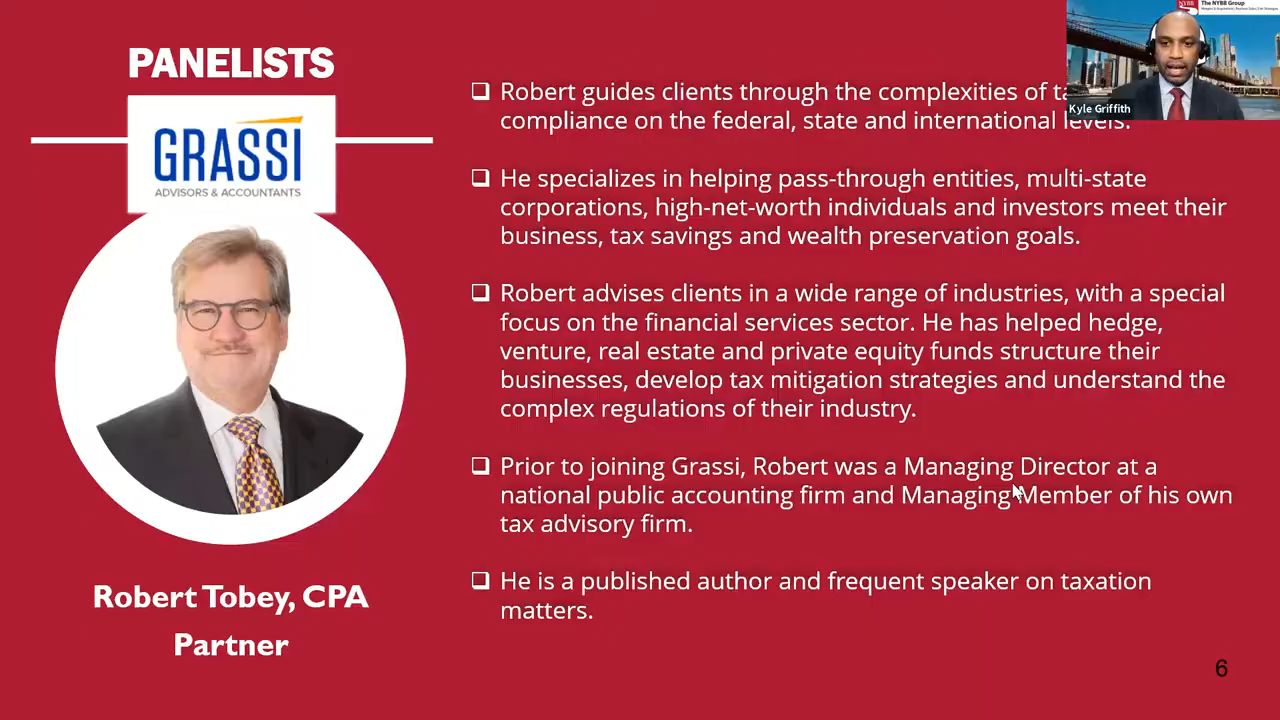 PANELISTS
GRASSI
ADVISORS & ACCOUNTANTS
Robert Tobey, CPA
Partner
Robert guides clients through the complexities of
compliance on the federal, state and international levels.
He specializes in helping pass-through entities, multi-state
corporations, high-net-worth individuals and investors meet their
business, tax savings and wealth preservation goals.
Robert advises clients in a wide range of industries, with a special
focus on the financial services sector. He has helped hedge,
venture, real estate and private equity funds structure their
businesses, develop tax mitigation strategies and understand the
complex regulations of their industry.
Prior to joining Grassi, Robert was a Managing Director at a
national public accounting firm and Managing Member of his own
tax advisory firm.
He is a published author and frequent speaker on taxation
matters.
6
The NYBB Group
Kyle Griffith